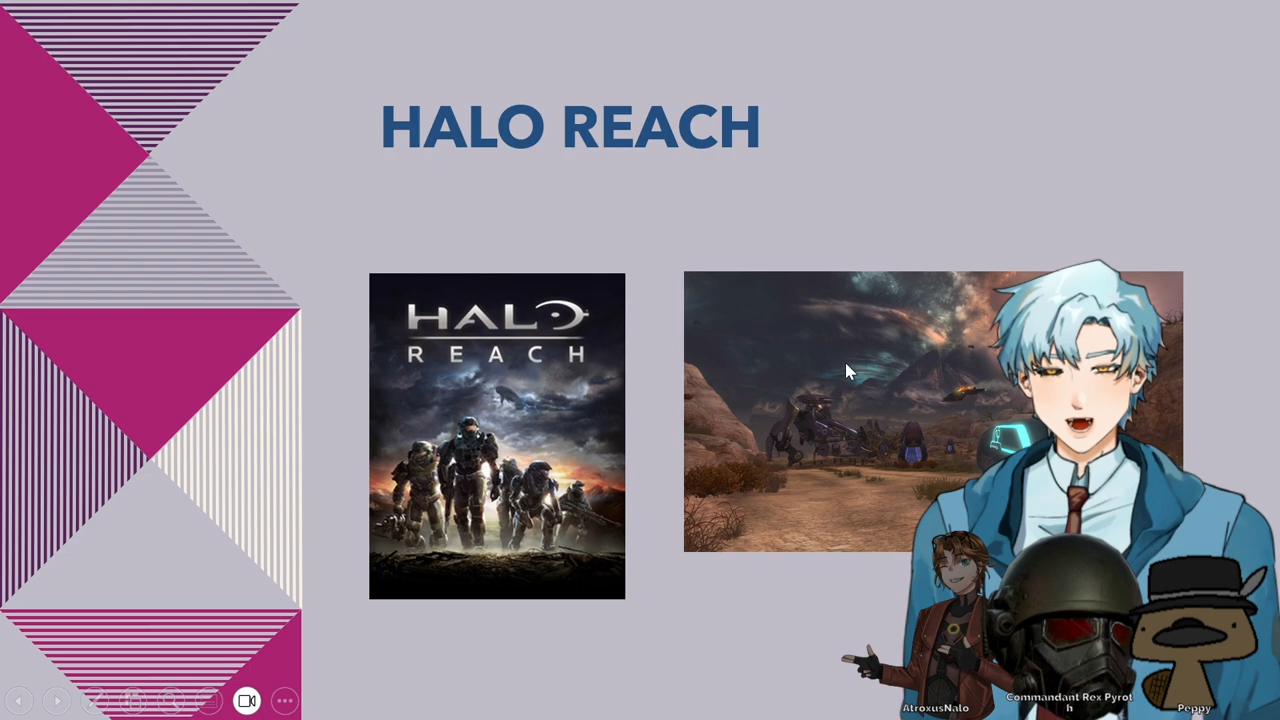 HALO REACH
HALO
REACH
AtroxusNalo
Commandant Rex Pyrot
h
Peppy